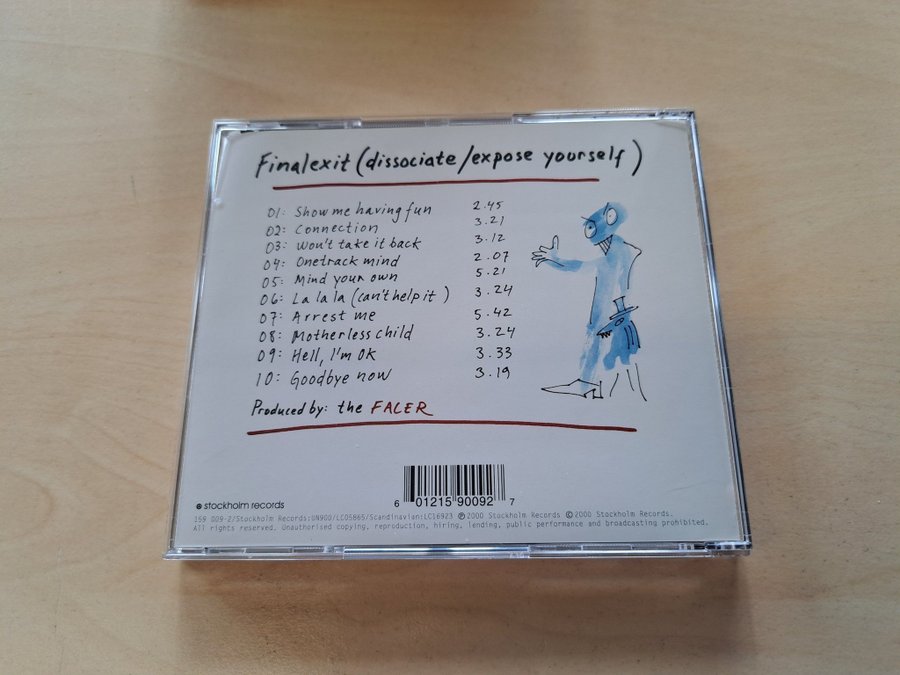 Finalexit (dissociate/expose yourself)
01: Show me having fun 2.45
02: Connection 3.21
03: Won't take it back 3.12
04: Onetrack mind 2.07
05: Mind your own 5.21
06: La la la (can't help it) 3.24
07: Arrest me 5.42
08: Motherless child 3.24
09: Hell, I'm OK 3.33
10: Goodbye now 3.19
Produced by: the FALER
6 01215 90092 7
stockholm records
159 009-2/Stockholm Records:GN900/LC05865/Scandinavian:LC16923 ℗2000 Stockholm Records ©2000 Stockholm Records.
All rights reserved. Unauthorised copying, reproduction, hiring, lending, public performance and broadcasting prohibited.